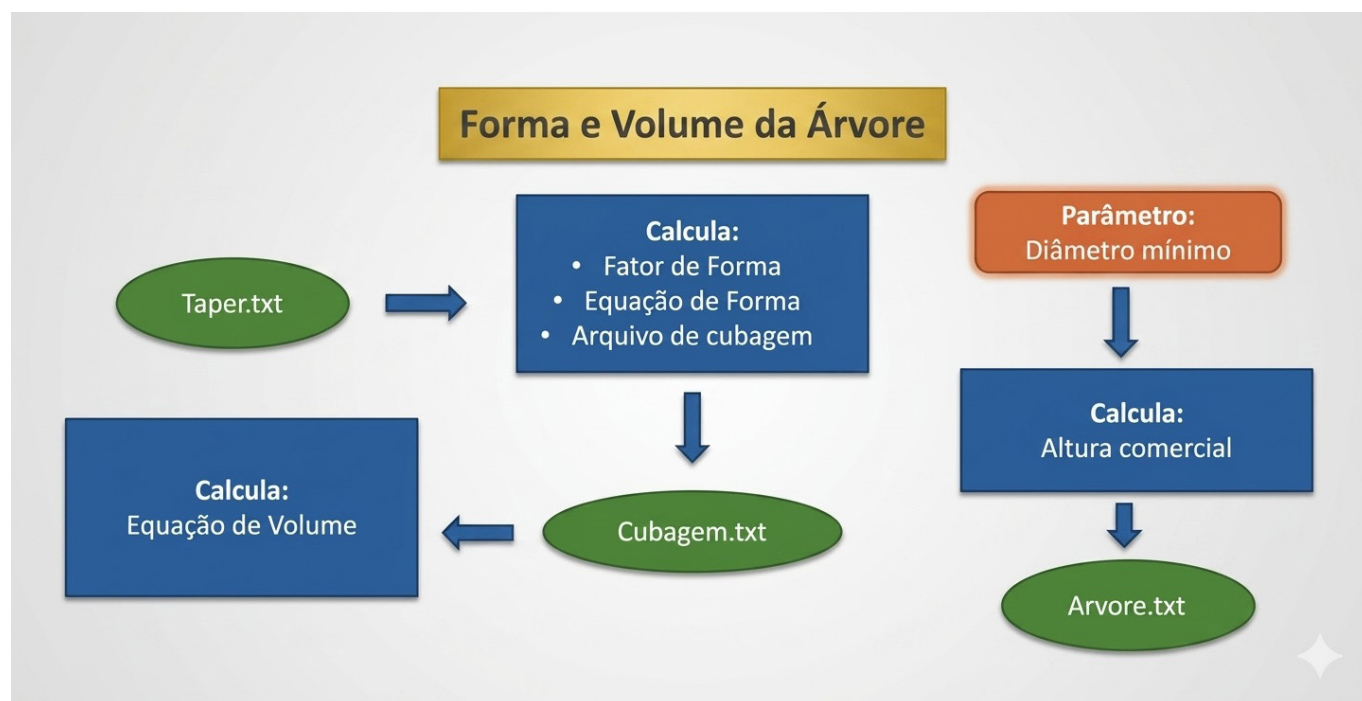 Forma e Volume da Árvore
Taper.txt
Calcula:
• Fator de Forma
• Equação de Forma
• Arquivo de cubagem
Cubagem.txt
Calcula:
Equação de Volume
Parâmetro:
Diâmetro mínimo
Calcula:
Altura comercial
Arvore.txt